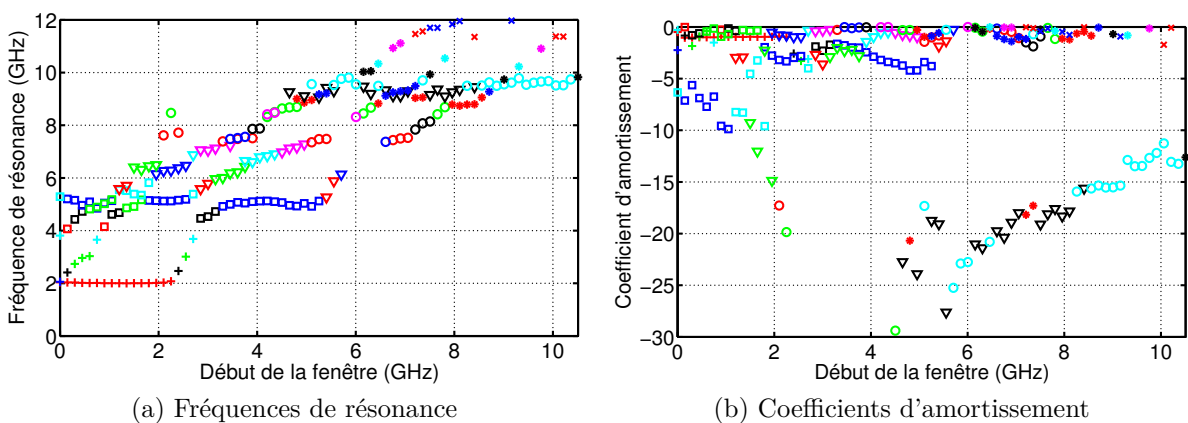 Fréquence de résonance (GHz)
12
10
8
6
4
2
0
0 2 4 6 8 10
Début de la fenêtre (GHz)
(a) Fréquences de résonance
Coefficient d'amortissement
0
−5
−10
−15
−20
−25
−30
0 2 4 6 8 10
Début de la fenêtre (GHz)
(b) Coefficients d'amortissement